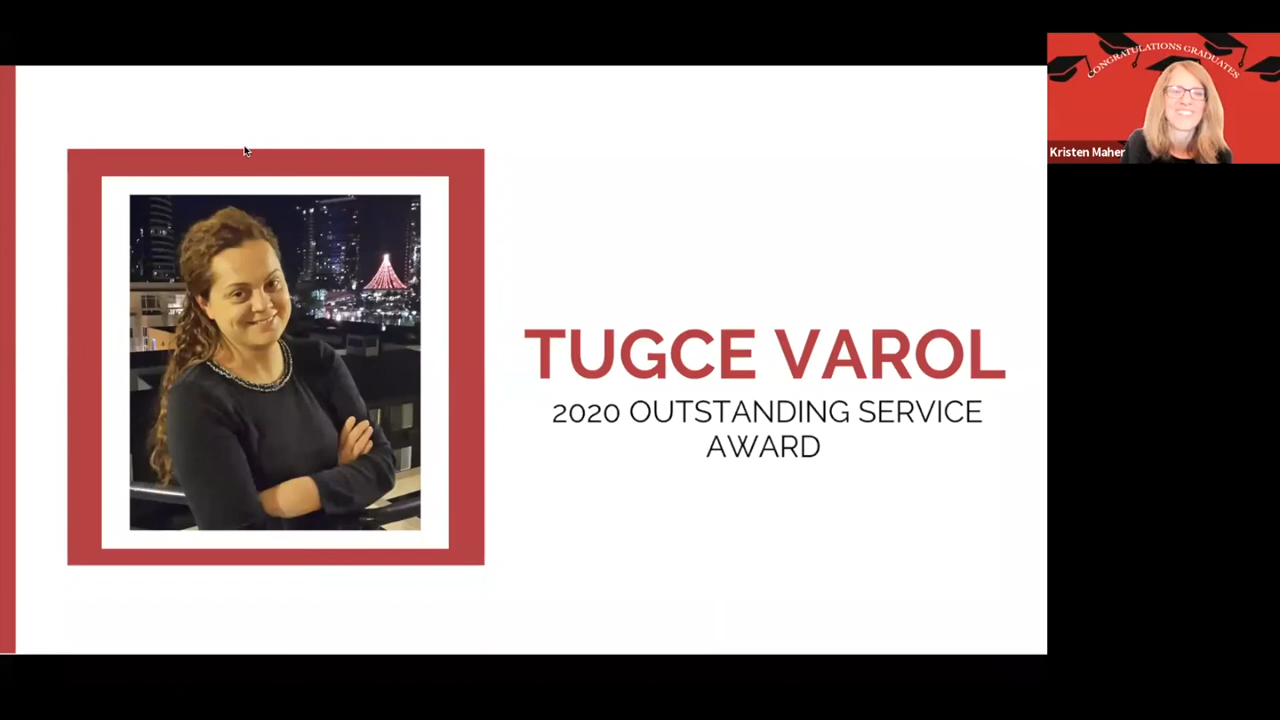 CONGRATULATIONS GRADUATES
Kristen Maher
TUGCE VAROL
2020 OUTSTANDING SERVICE
AWARD